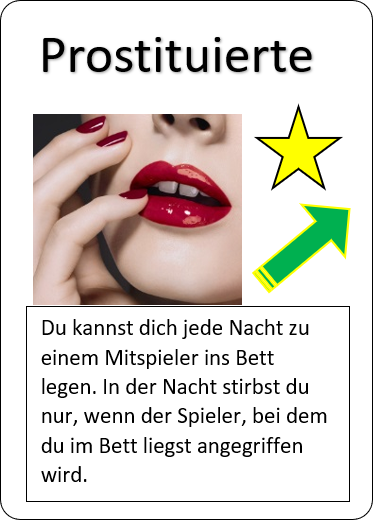 Prostituierte
Du kannst dich jede Nacht zu
einem Mitspieler ins Bett
legen. In der Nacht stirbst du
nur, wenn der Spieler, bei dem
du im Bett liegst angegriffen
wird.